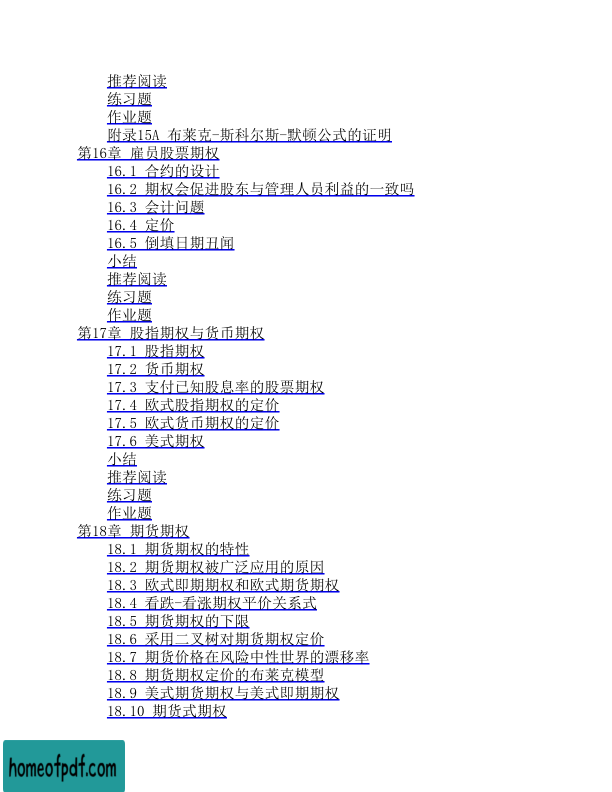 推荐阅读
练习题
作业题
附录15A 布莱克-斯科尔斯-默顿公式的证明
第16章 雇员股票期权
16.1 合约的设计
16.2 期权会促进股东与管理人员利益的一致吗
16.3 会计问题
16.4 定价
16.5 倒填日期丑闻
小结
推荐阅读
练习题
作业题
第17章 股指期权与货币期权
17.1 股指期权
17.2 货币期权
17.3 支付已知股息率的股票期权
17.4 欧式股指期权的定价
17.5 欧式货币期权的定价
17.6 美式期权
小结
推荐阅读
练习题
作业题
第18章 期货期权
18.1 期货期权的特性
18.2 期货期权被广泛应用的原因
18.3 欧式即期期权和欧式期货期权
18.4 看跌-看涨期权平价关系式
18.5 期货期权的下限
18.6 采用二叉树对期货期权定价
18.7 期货价格在风险中性世界的漂移率
18.8 期货期权定价的布莱克模型
18.9 美式期货期权与美式即期期权
18.10 期货式期权
homeofpdf.com